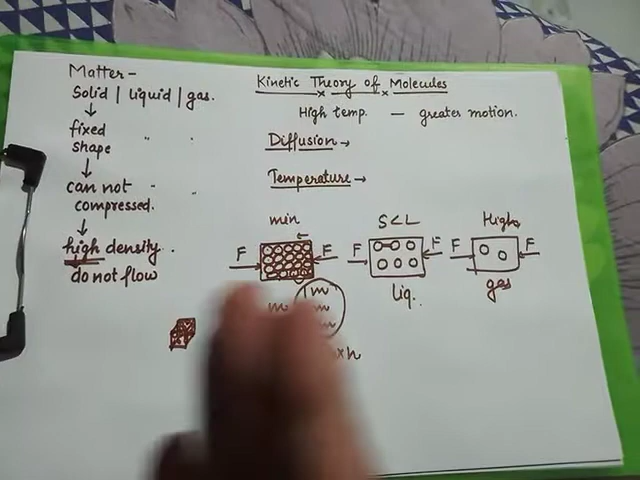 Matter -
Solid | liquid | gas.
fixed " "
shape
can not " "
compressed.
high density "
do not flow
Kinetic Theory of Molecules
High temp. — greater motion.
Diffusion →
Temperature →
min
F F
S<L
F F
Liq.
High
F F
gas
m m
m
x h